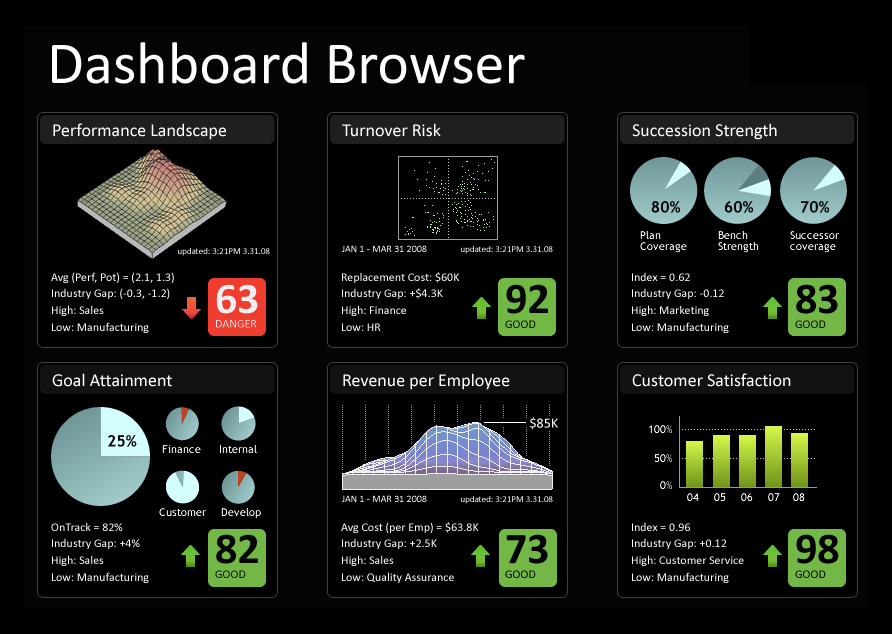 Dashboard Browser
Performance Landscape
updated: 3:21PM 3.31.08
Avg (Perf, Pot) = (2.1, 1.3)
Industry Gap: (-0.3, -1.2)
High: Sales
Low: Manufacturing
63
DANGER
Turnover Risk
JAN 1 - MAR 31 2008
updated: 3:21PM 3.31.08
Replacement Cost: $60K
Industry Gap: +$4.3K
High: Finance
Low: HR
92
GOOD
Succession Strength
80%
60%
70%
Plan
Coverage
Bench
Strength
Successor
coverage
Index = 0.62
Industry Gap: -0.12
High: Marketing
Low: Manufacturing
83
GOOD
Goal Attainment
25%
Finance
Internal
Customer
Develop
OnTrack = 82%
Industry Gap: +4%
High: Sales
Low: Manufacturing
82
GOOD
Revenue per Employee
$85K
JAN 1 - MAR 31 2008
updated: 3:21PM 3.31.08
Avg Cost (per Emp) = $63.8K
Industry Gap: +2.5K
High: Sales
Low: Quality Assurance
73
GOOD
Customer Satisfaction
100%
50%
0%
04 05 06 07 08
Index = 0.96
Industry Gap: +0.12
High: Customer Service
Low: Manufacturing
98
GOOD